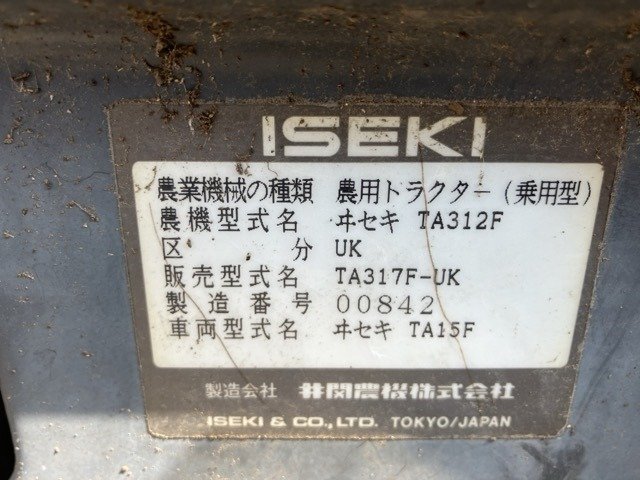 ISEKI
農業機械の種類 農用トラクター(乗用型)
農機型式名 ヰセキ TA312F
区分 UK
販売型式名 TA317F-UK
製造番号 00842
車両型式名 ヰセキ TA15F
製造会社 井関農機株式会社
ISEKI & CO., LTD. TOKYO/JAPAN